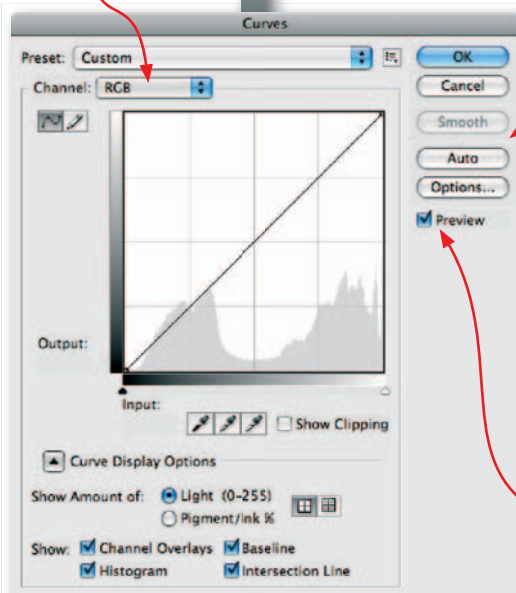 Curves
Preset: Custom
OK
Channel: RGB
Cancel
Smooth
Auto
Options...
Preview
Output:
Input:
Show Clipping
Curve Display Options
Show Amount of: Light (0-255)
Pigment/Ink %
Show: Channel Overlays Baseline
Histogram Intersection Line